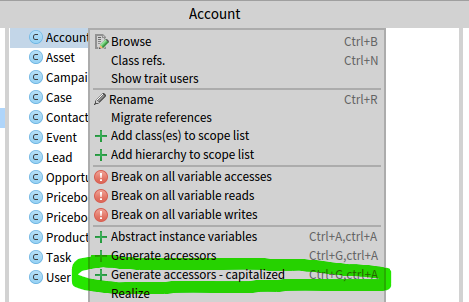 Account
Accoun
Browse Ctrl+B
Asset
Class refs. Ctrl+N
Campai
Show trait users
Case
Rename Ctrl+R
Contact
Migrate references
Event
Add class(es) to scope list
Lead
Add hierarchy to scope list
Opportu
Break on all variable accesses
Pricebo
Break on all variable reads
Pricebo
Break on all variable writes
Product
Abstract instance variables Ctrl+A,ctrl+A
Task
Generate accessors Ctrl+G,ctrl+A
User
Generate accessors - capitalized Ctrl+G,ctrl+A
Realize